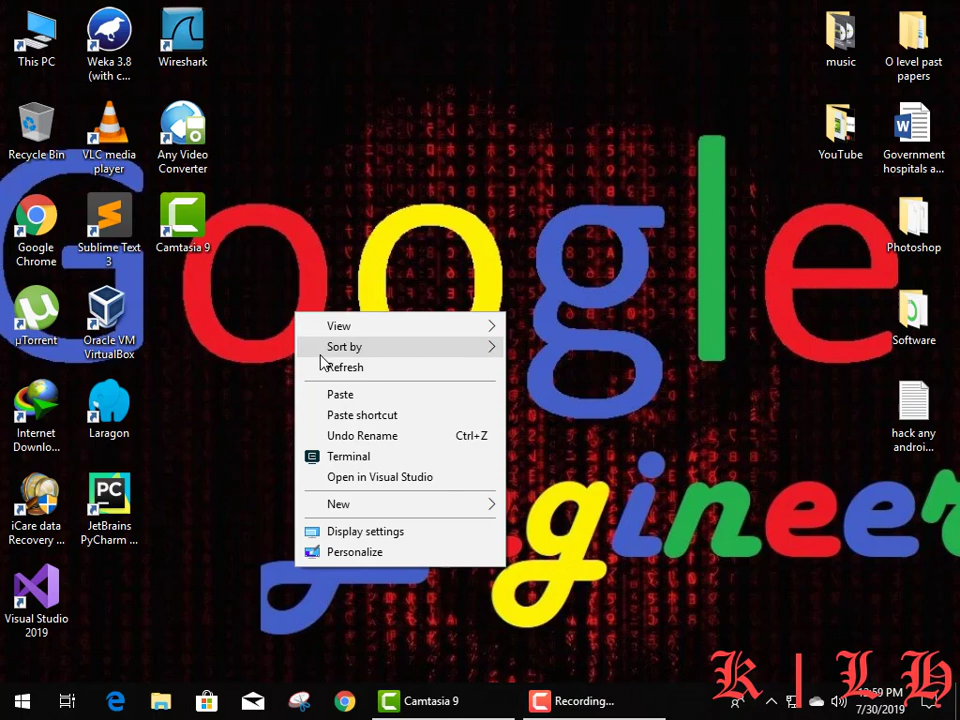 This PC
Weka 3.8
(with c...
Wireshark
music
O level past
papers
Recycle Bin
VLC media
player
Any Video
Converter
YouTube
Government
hospitals a...
Google
Chrome
Sublime Text
3
Camtasia 9
Photoshop
Google
µTorrent
Oracle VM
VirtualBox
Software
View
Sort by
Refresh
Paste
Paste shortcut
Undo Rename Ctrl+Z
Terminal
Open in Visual Studio
New
Display settings
Personalize
Internet
Downlo...
Laragon
hack any
androi...
iCare data
Recovery ...
JetBrains
PyCharm ...
PC
gineer
Visual Studio
2019
K | L H
Camtasia 9
Recording...
:59 PM
7/30/2019